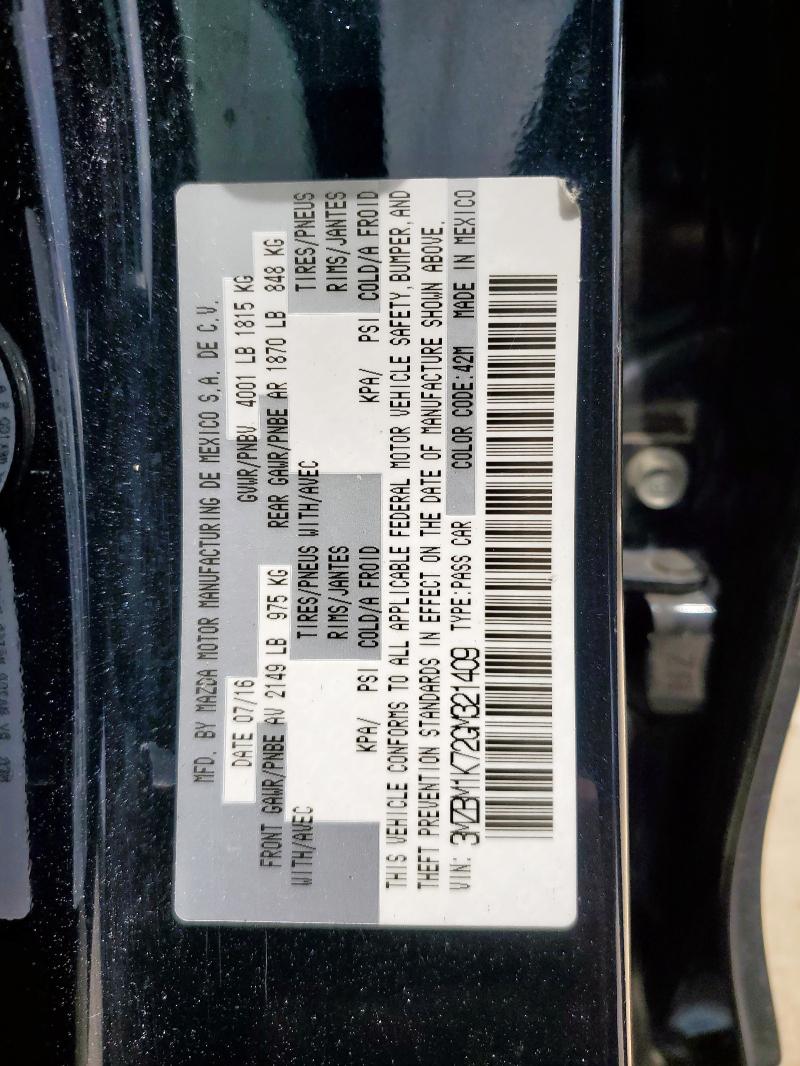 MFD. BY MAZDA MOTOR MANUFACTURING DE MEXICO S.A. DE C.V.
DATE 07/16 GVWR/PNBV 4001 LB 1815 KG
FRONT GAWR/PNBE AV 2149 LB 975 KG REAR GAWR/PNBE AR 1870 LB 848 KG
WITH/AVEC TIRES/PNEUS WITH/AVEC TIRES/PNEUS
RIMS/JANTES RIMS/JANTES
KPA/ PSI COLD/A FROID KPA/ PSI COLD/A FROID
THIS VEHICLE CONFORMS TO ALL APPLICABLE FEDERAL MOTOR VEHICLE SAFETY, BUMPER, AND
THEFT PREVENTION STANDARDS IN EFFECT ON THE DATE OF MANUFACTURE SHOWN ABOVE.
VIN: 3MZBM1K72GM321409 TYPE:PASS CAR COLOR CODE:42M MADE IN MEXICO